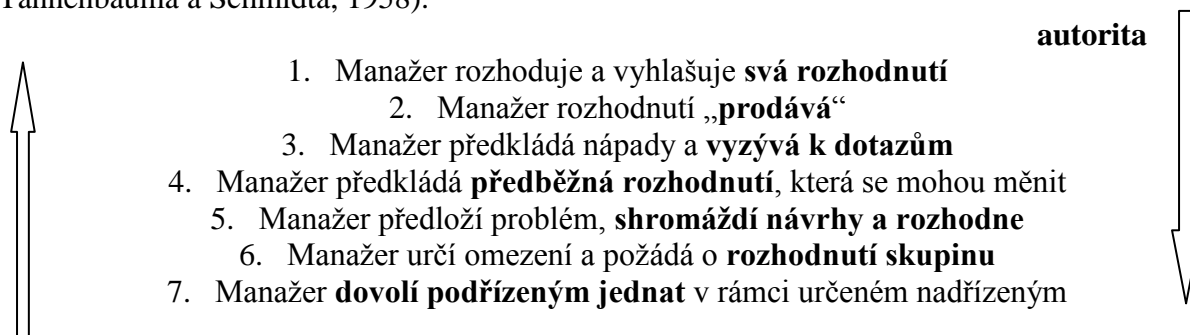 Tannenbauma a Schmidta, 1958).
autorita
1. Manažer rozhoduje a vyhlašuje svá rozhodnutí
2. Manažer rozhodnutí „prodává“
3. Manažer předkládá nápady a vyzývá k dotazům
4. Manažer předkládá předběžná rozhodnutí, která se mohou měnit
5. Manažer předloží problém, shromáždí návrhy a rozhodne
6. Manažer určí omezení a požádá o rozhodnutí skupinu
7. Manažer dovolí podřízeným jednat v rámci určeném nadřízeným